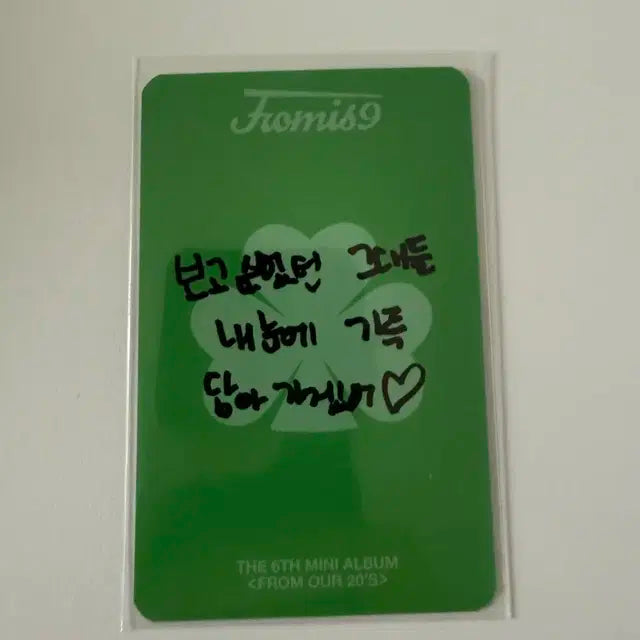 fromis9
보고싶었던 그대들
내눈에 가득
담아 가겠어♡
THE 6TH MINI ALBUM
<FROM OUR 20'S>